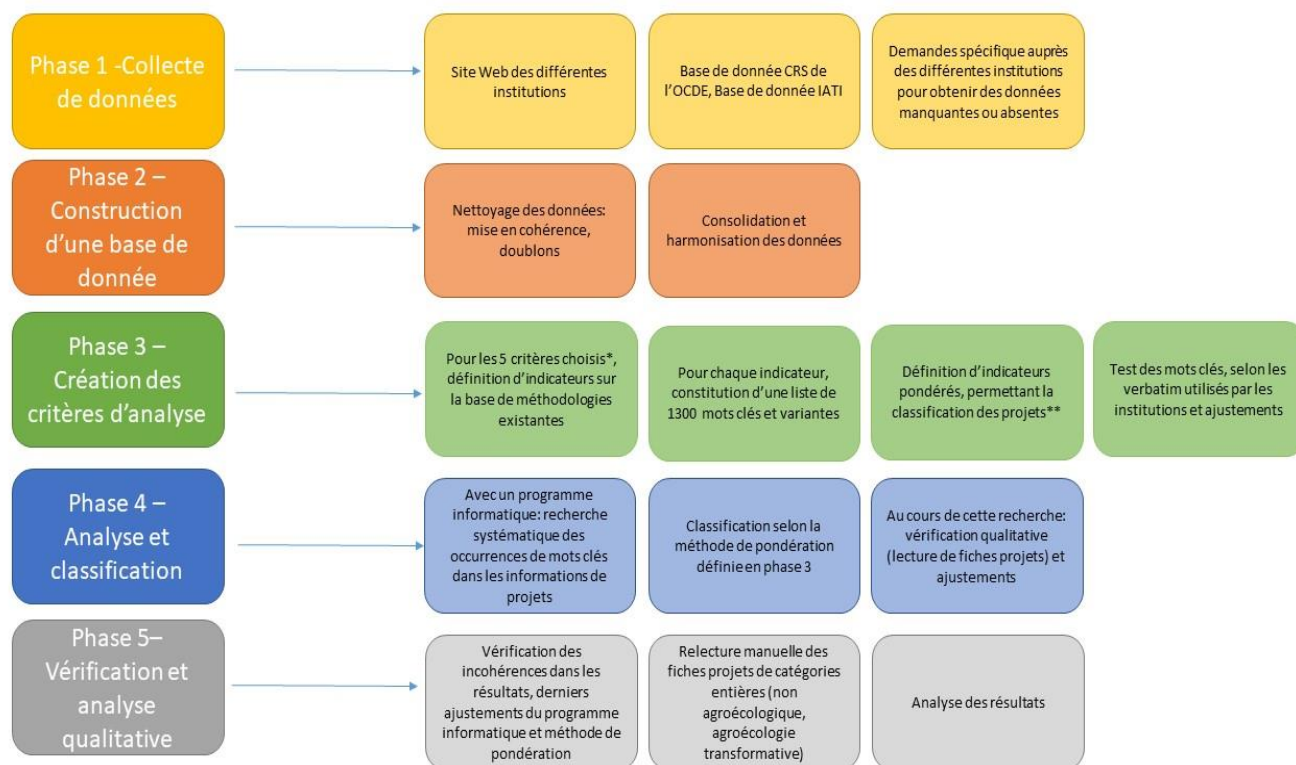 Phase 1 -Collecte
de données
Site Web des différentes
institutions
Base de donnée CRS de
l'OCDE, Base de donnée IATI
Demandes spécifique auprès
des différentes institutions
pour obtenir des données
manquantes ou absentes
Phase 2 –
Construction
d'une base de
donnée
Nettoyage des données:
mise en cohérence,
doublons
Consolidation et
harmonisation des données
Phase 3 –
Création des
critères d'analyse
Pour les 5 critères choisis*,
définition d'indicateurs sur
la base de méthodologies
existantes
Pour chaque indicateur,
constitution d'une liste de
1300 mots clés et variantes
Définition d'indicateurs
pondérés, permettant la
classification des projets**
Test des mots clés, selon les
verbatim utilisés par les
institutions et ajustements
Phase 4 –
Analyse et
classification
Avec un programme
informatique: recherche
systématique des
occurrences de mots clés
dans les informations de
projets
Classification selon la
méthode de pondération
définie en phase 3
Au cours de cette recherche:
vérification qualitative
(lecture de fiches projets) et
ajustements
Phase 5–
Vérification et
analyse
qualitative
Vérification des
incohérences dans les
résultats, derniers
ajustements du programme
informatique et méthode de
pondération
Relecture manuelle des
fiches projets de catégories
entières (non
agroécologique,
agroécologie
transformative)
Analyse des résultats